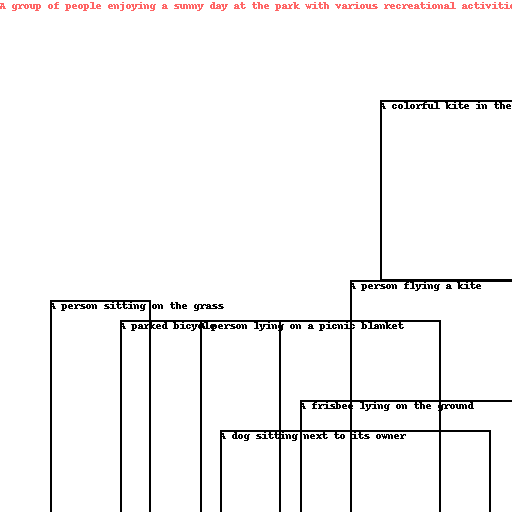 A group of people enjoying a sunny day at the park with various recreational
A colorful kite in the
A person flying a kite
A person sitting on the grass
A parked bicycle
A person lying on a picnic blanket
A frisbee lying on the ground
A dog sitting next to its owner